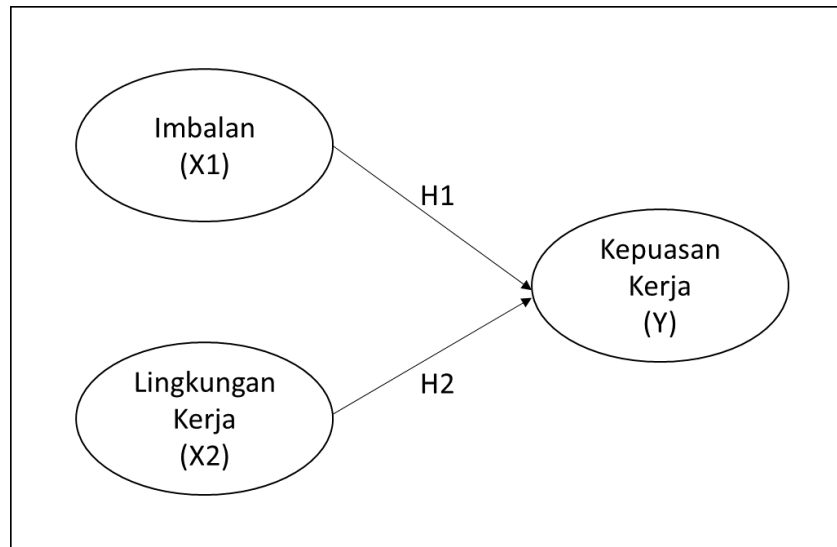 Imbalan
(X1)
H1
Kepuasan
Kerja
(Y)
Lingkungan
Kerja
(X2)
H2